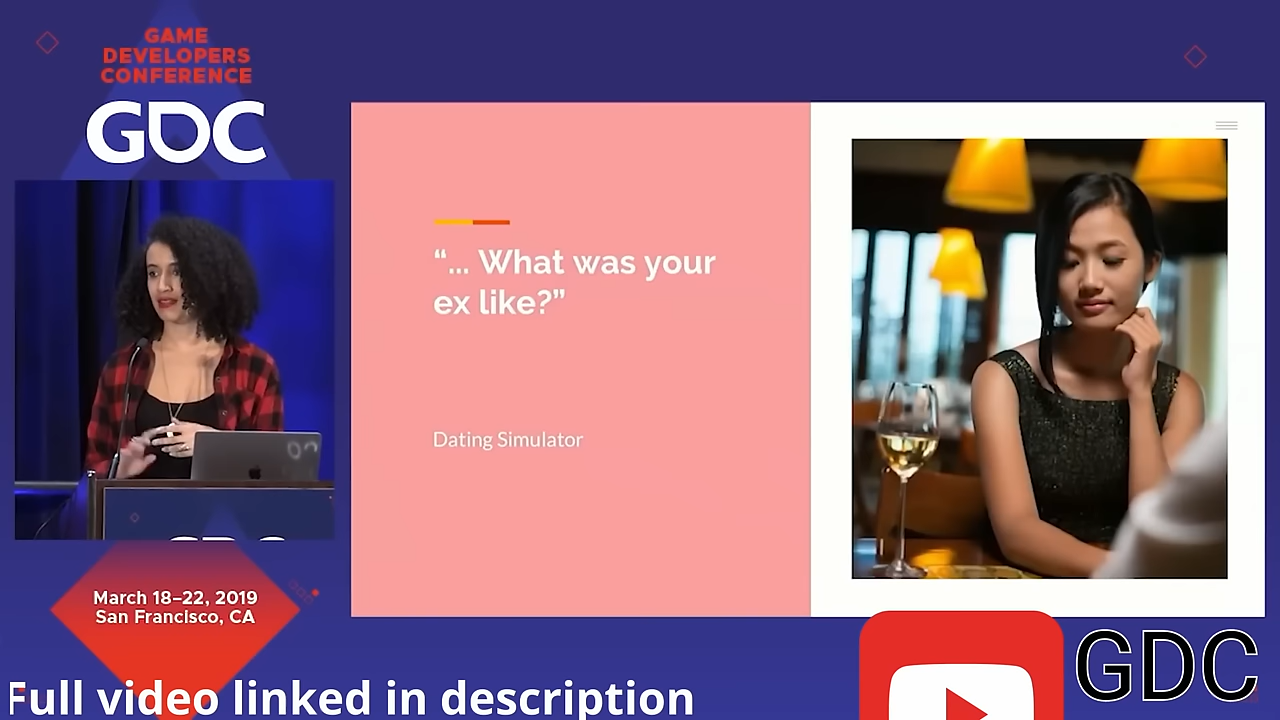 GAME
DEVELOPERS
CONFERENCE
GDC
“... What was your
ex like?”
Dating Simulator
March 18–22, 2019
San Francisco, CA
Full video linked in description
GDC